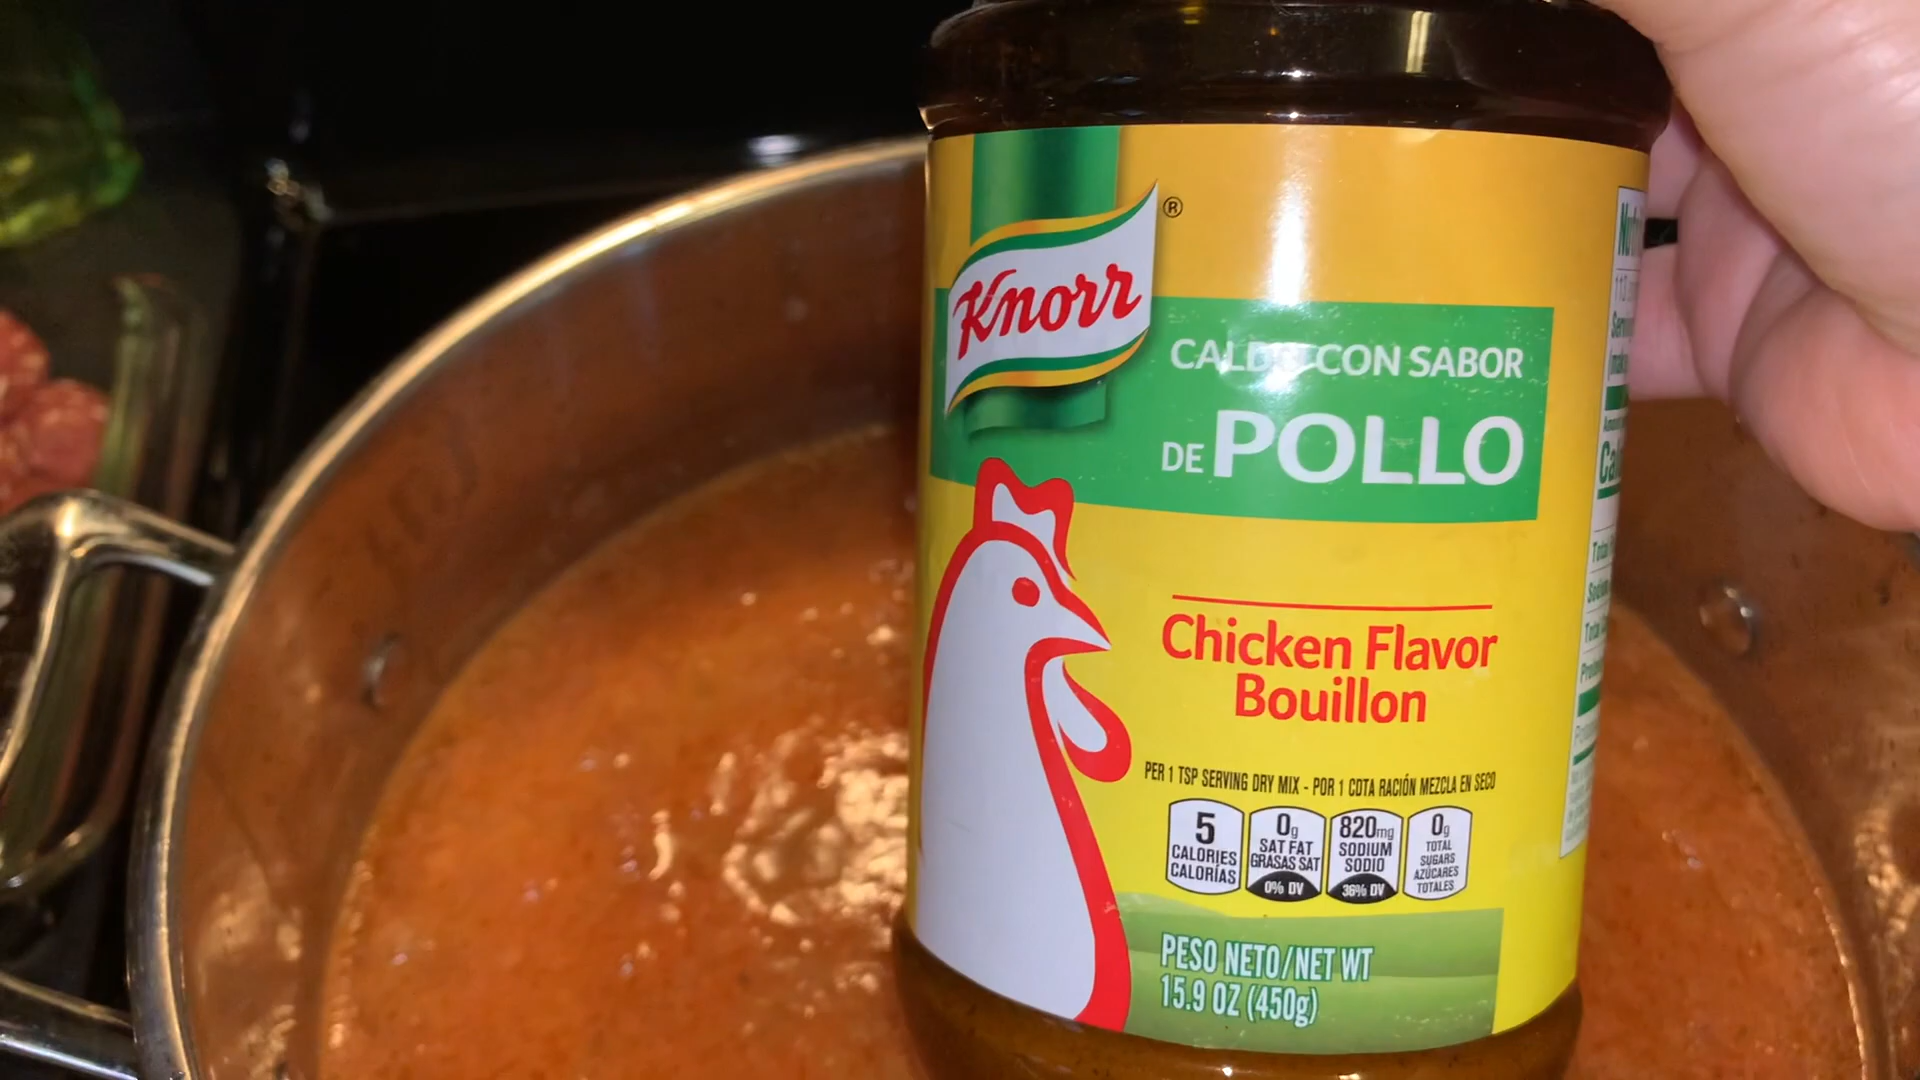 Knorr®
CALDO CON SABOR
DE POLLO
Chicken Flavor
Bouillon
PER 1 TSP SERVING DRY MIX - POR 1 CDTA RACIÓN MEZCLA EN SECO
5
CALORIES
CALORÍAS
0g
SAT FAT
GRASAS SAT
0% DV
820mg
SODIUM
SODIO
36% DV
0g
TOTAL
SUGARS
AZÚCARES
TOTALES
PESO NETO/NET WT
15.9 OZ (450g)